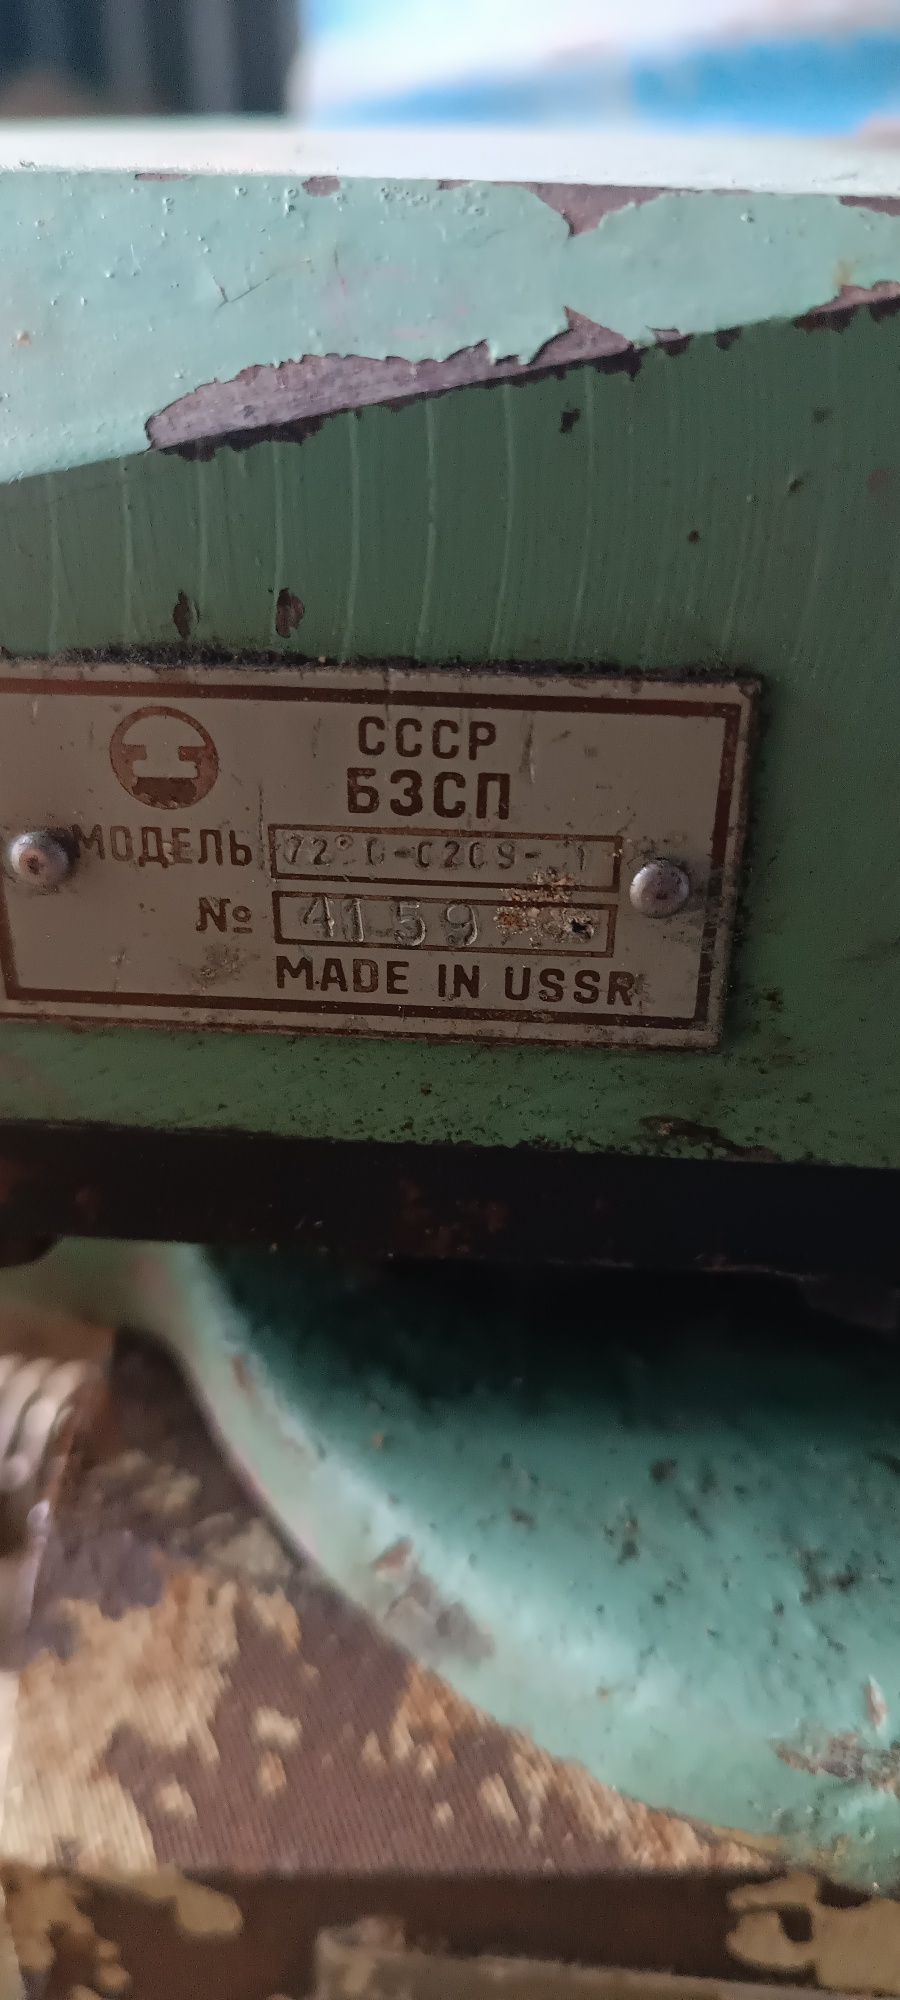 СССР
БЗСП
МОДЕЛЬ
№ 4159
MADE IN USSR